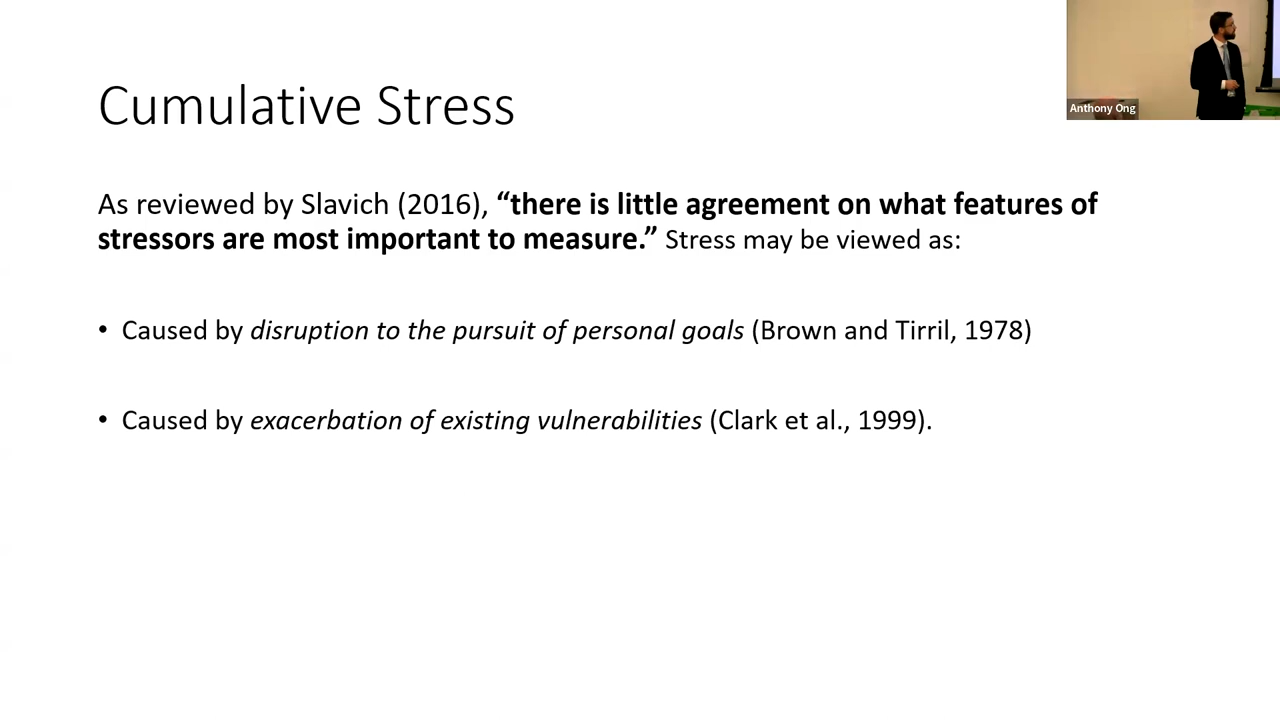 Cumulative Stress
As reviewed by Slavich (2016), “there is little agreement on what features of
stressors are most important to measure.” Stress may be viewed as:
• Caused by disruption to the pursuit of personal goals (Brown and Tirril, 1978)
• Caused by exacerbation of existing vulnerabilities (Clark et al., 1999).
Anthony Ong